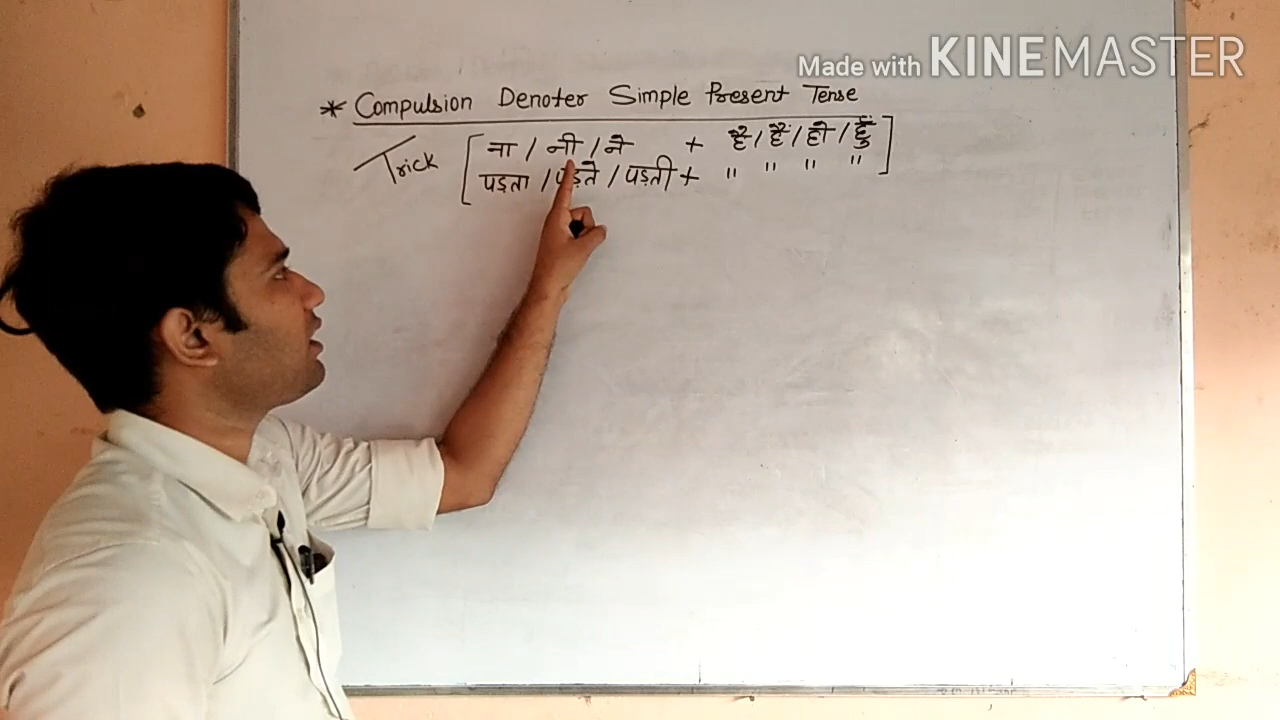 Made with KINEMASTER
* Compulsion Denoter Simple Present Tense
Trick [ ना / नी / ने + है / हैं / हो / हूँ ]
पड़ता / पड़ते / पड़ती + " " " "